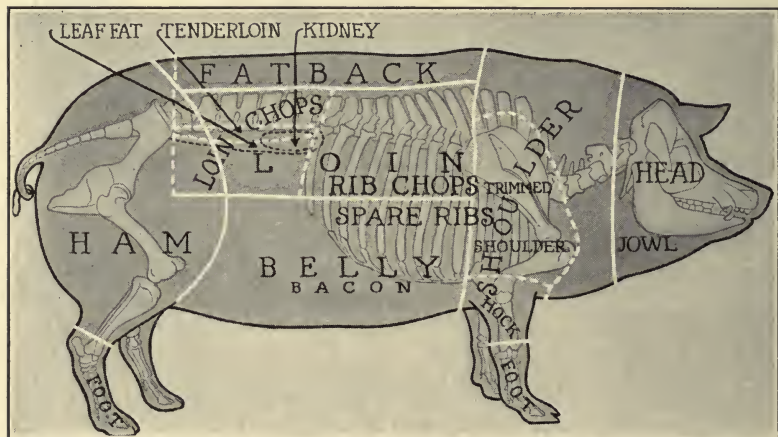 LEAF FAT TENDERLOIN KIDNEY
FATBACK
LOIN CHOPS
LOIN
RIB CHOPS
SPARE RIBS
TRIMMED
SHOULDER
SHOULDER
HEAD
JOWL
HAM
BELLY
BACON
HOCK
FOOT
FOOT